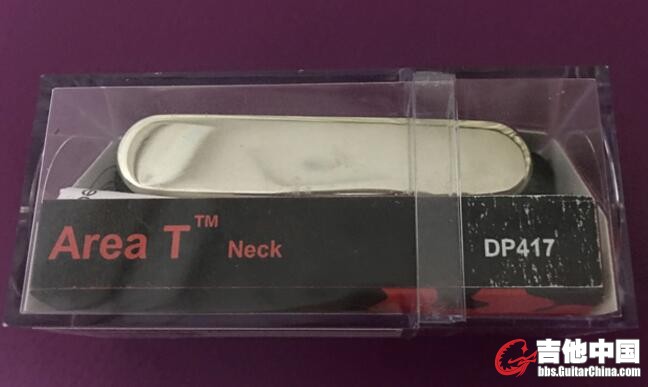 Area T™ Neck
DP417
吉他中国
bbs.GuitarChina.com